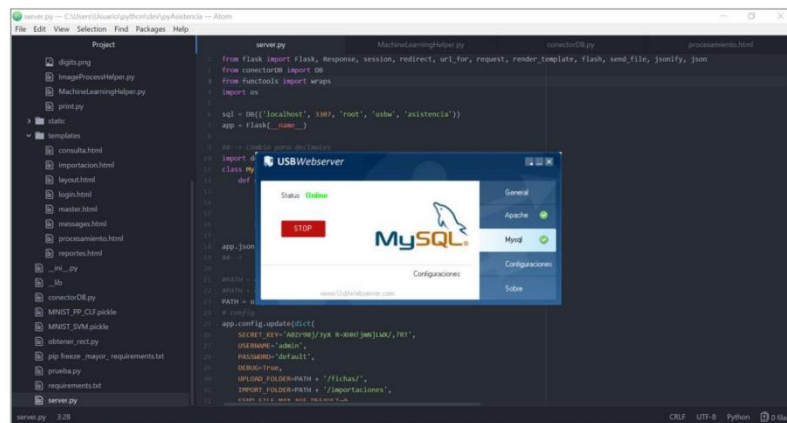 server.py — C:\Users\Usuario\python\dev\pyAsistencia — Atom
File Edit View Selection Find Packages Help
Project
digits.png
ImageProcessHelper.py
MachineLearningHelper.py
print.py
static
templates
consulta.html
importacion.html
layout.html
login.html
master.html
messages.html
procesamiento.html
reportes.html
__ini__.py
__lib
conectorDB.py
MNIST_PP_CLF.pickle
MNIST_SVM.pickle
obtener_rect.py
pip freeze _mayor_ requirements.txt
prueba.py
requirements.txt
server.py
server.py MachineLearningHelper.py conectorDB.py procesamiento.html
from flask import Flask, Response, session, redirect, url_for, request, render_template, flash, send_file, jsonify, json
from conectorDB import DB
from functools import wraps
import os
sql = DB(('localhost', 3307, 'root', 'usbw', 'asistencia'))
app = Flask(__name__)
## --> Cambio para decimales
import
class My
def
app.json
## -->
PATH =
# config
app.config.update(dict(
USERNAME='admin',
PASSWORD='default',
DEBUG=True,
UPLOAD_FOLDER=PATH + '/fichas/',
IMPORT_FOLDER=PATH + '/importaciones',
USBWebserver
Status Online
STOP
MySQL
Configuraciones
www.UsbWebserver.com
General
Apache
Mysql
Configuraciones
Sobre
server.py 3:28
CRLF UTF-8 Python 0 files